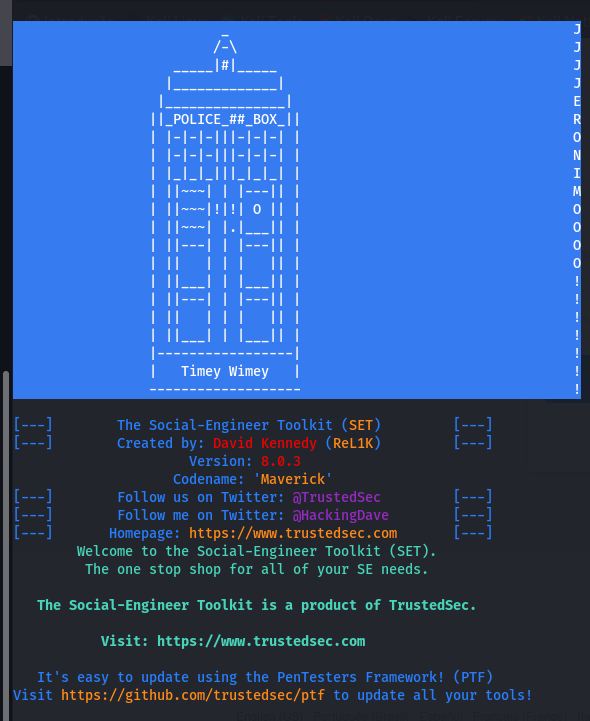 _                                            J
                         /-\                                           J
                    _____|#|_____                                      J
                   |_____________|                                     J
                  |_______________|                                    E
                 ||_POLICE_##_BOX_||                                   R
                 | |-|-|-|||-|-|-| |                                   O
                 | |-|-|-|||-|-|-| |                                   N
                 | |_|_|_|||_|_|_| |                                   I
                 | ||~~~| | |---|| |                                   M
                 | ||~~~|!|!| O || |                                   O
                 | ||~~~| |.|___|| |                                   O
                 | ||---| | |---|| |                                   O
                 | ||   | | |   || |                                   O
                 | ||___| | |___|| |                                   !
                 | ||---| | |---|| |                                   !
                 | ||   | | |   || |                                   !
                 | ||___| | |___|| |                                   !
                 |-----------------|                                   !
                 |   Timey Wimey   |                                   !
                 -------------------                                   !
[---]        The Social-Engineer Toolkit (SET)         [---]
[---]        Created by: David Kennedy (ReL1K)         [---]
                      Version: 8.0.3
                    Codename: 'Maverick'
[---]        Follow us on Twitter: @TrustedSec         [---]
[---]        Follow me on Twitter: @HackingDave        [---]
[---]       Homepage: https://www.trustedsec.com       [---]
        Welcome to the Social-Engineer Toolkit (SET).
         The one stop shop for all of your SE needs.
   The Social-Engineer Toolkit is a product of TrustedSec.
           Visit: https://www.trustedsec.com
   It's easy to update using the PenTesters Framework! (PTF)
Visit https://github.com/trustedsec/ptf to update all your tools!